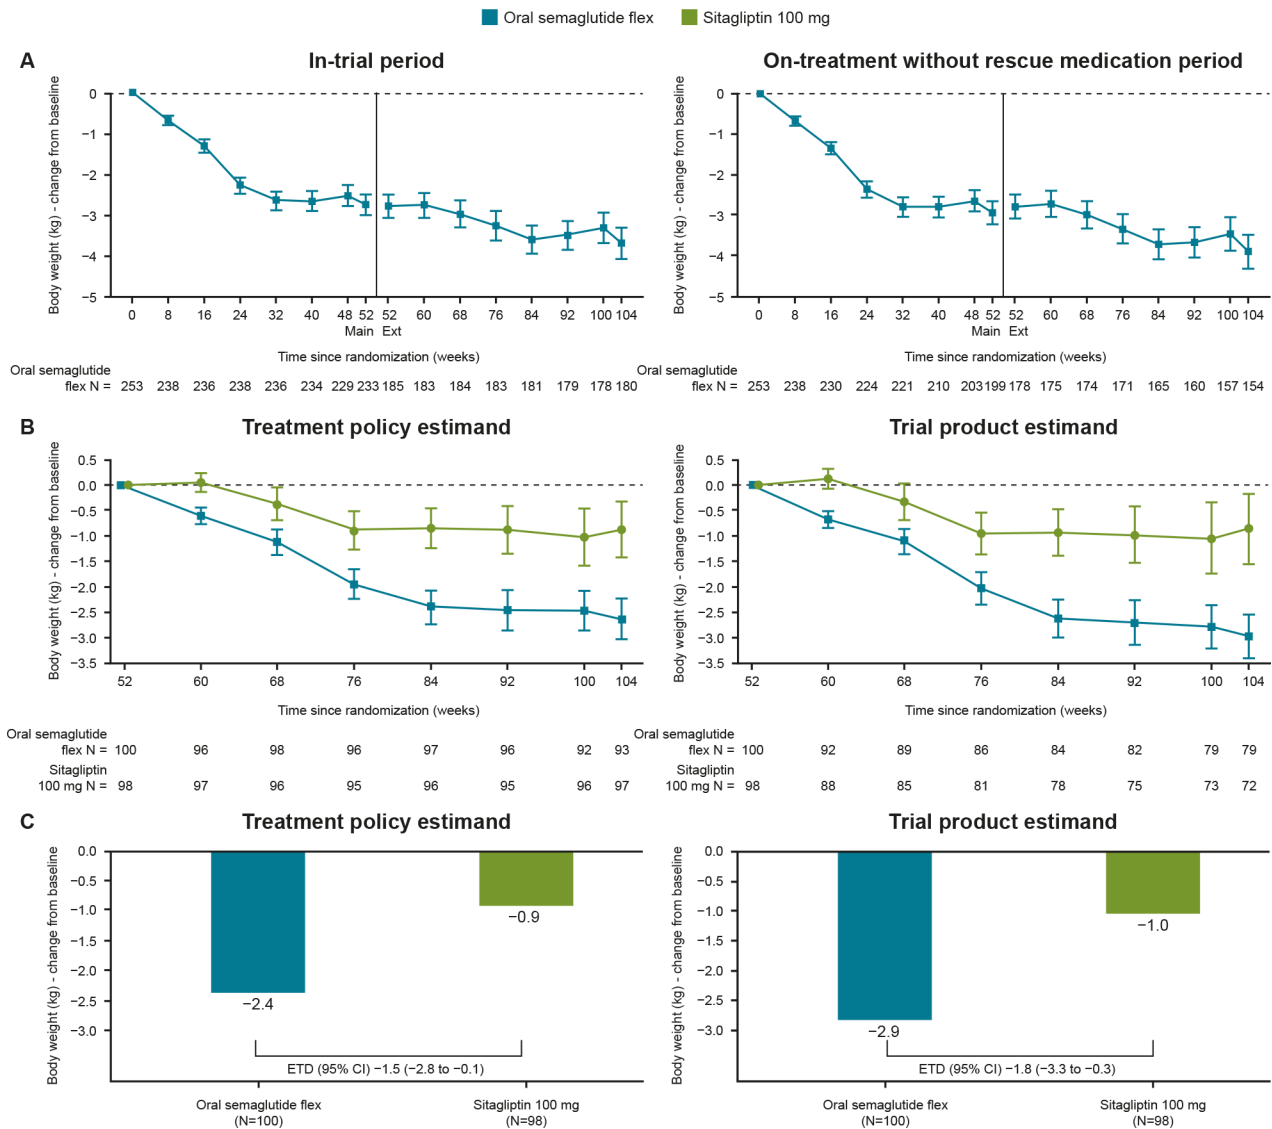 Oral semaglutide flex Sitagliptin 100 mg
A In-trial period
Body weight (kg) - change from baseline
0
−1
−2
−3
−4
−5
0 8 16 24 32 40 48 52 52 60 68 76 84 92 100 104
Main Ext
Time since randomization (weeks)
Oral semaglutide
flex N = 253 238 236 238 236 234 229 233 185 183 184 183 181 179 178 180
On-treatment without rescue medication period
Body weight (kg) - change from baseline
0
−1
−2
−3
−4
−5
0 8 16 24 32 40 48 52 52 60 68 76 84 92 100 104
Main Ext
Time since randomization (weeks)
Oral semaglutide
flex N = 253 238 230 224 221 210 203 199 178 175 174 171 165 160 157 154
B Treatment policy estimand
Body weight (kg) - change from baseline
0.5
0.0
−0.5
−1.0
−1.5
−2.0
−2.5
−3.0
−3.5
52 60 68 76 84 92 100 104
Time since randomization (weeks)
Oral semaglutide
flex N = 100 96 98 96 97 96 92 93
Sitagliptin
100 mg N = 98 97 96 95 96 95 96 97
Trial product estimand
Body weight (kg) - change from baseline
0.5
0.0
−0.5
−1.0
−1.5
−2.0
−2.5
−3.0
−3.5
52 60 68 76 84 92 100 104
Time since randomization (weeks)
Oral semaglutide
flex N = 100 92 89 86 84 82 79 79
Sitagliptin
100 mg N = 98 88 85 81 78 75 73 72
C Treatment policy estimand
Body weight (kg) - change from baseline
0.0
−0.5
−1.0
−1.5
−2.0
−2.5
−3.0
−2.4
−0.9
ETD (95% CI) −1.5 (−2.8 to −0.1)
Oral semaglutide flex Sitagliptin 100 mg
(N=100) (N=98)
Trial product estimand
Body weight (kg) - change from baseline
0.0
−0.5
−1.0
−1.5
−2.0
−2.5
−3.0
−2.9
−1.0
ETD (95% CI) −1.8 (−3.3 to −0.3)
Oral semaglutide flex Sitagliptin 100 mg
(N=100) (N=98)